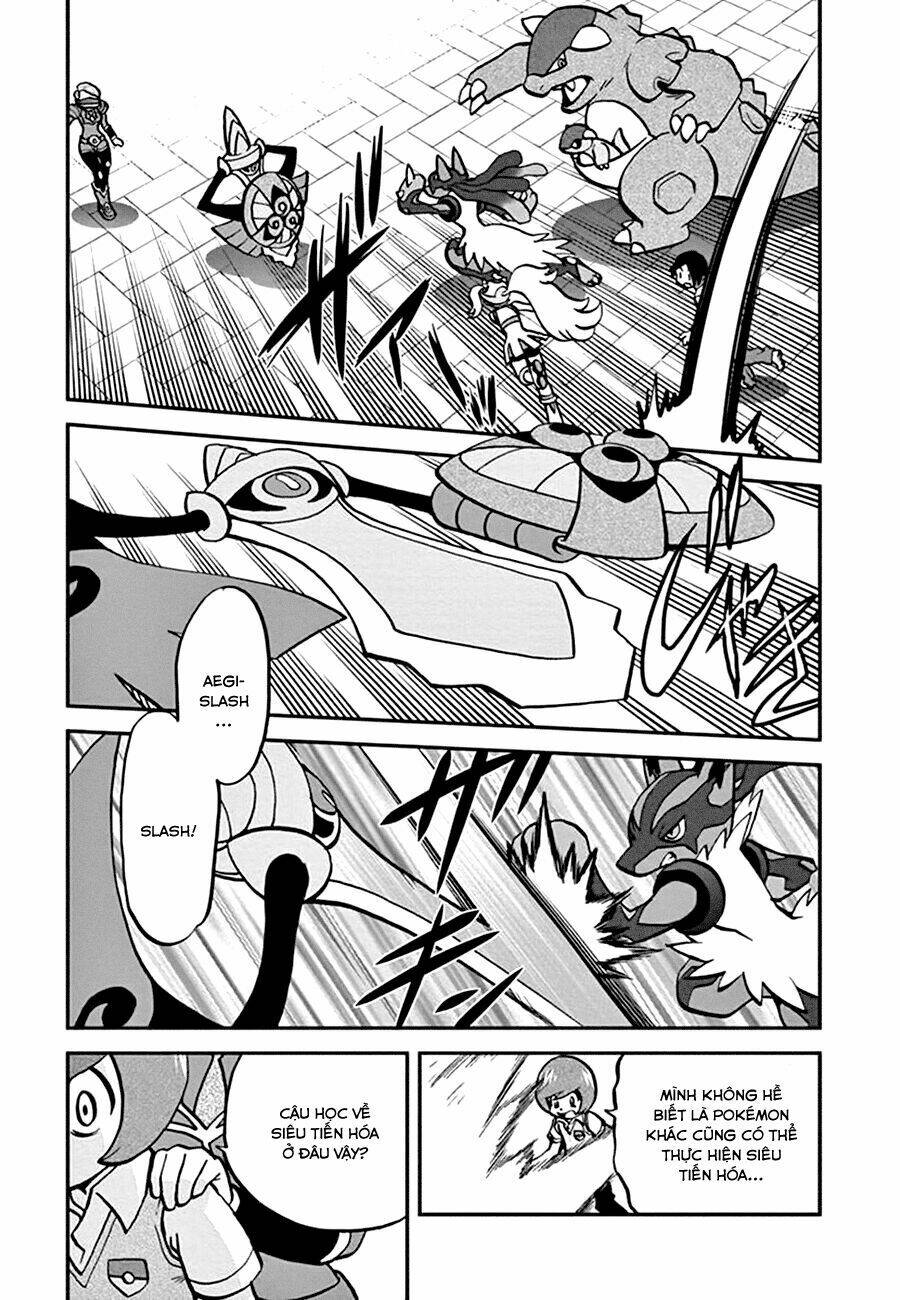 AEGI-
SLASH
...
SLASH!
MÌNH KHÔNG HỀ
BIẾT LÀ POKÉMON
KHÁC CŨNG CÓ THỂ
THỰC HIỆN SIÊU
TIẾN HÓA...
CẬU HỌC VỀ
SIÊU TIẾN HÓA
Ở ĐÂU VẬY?